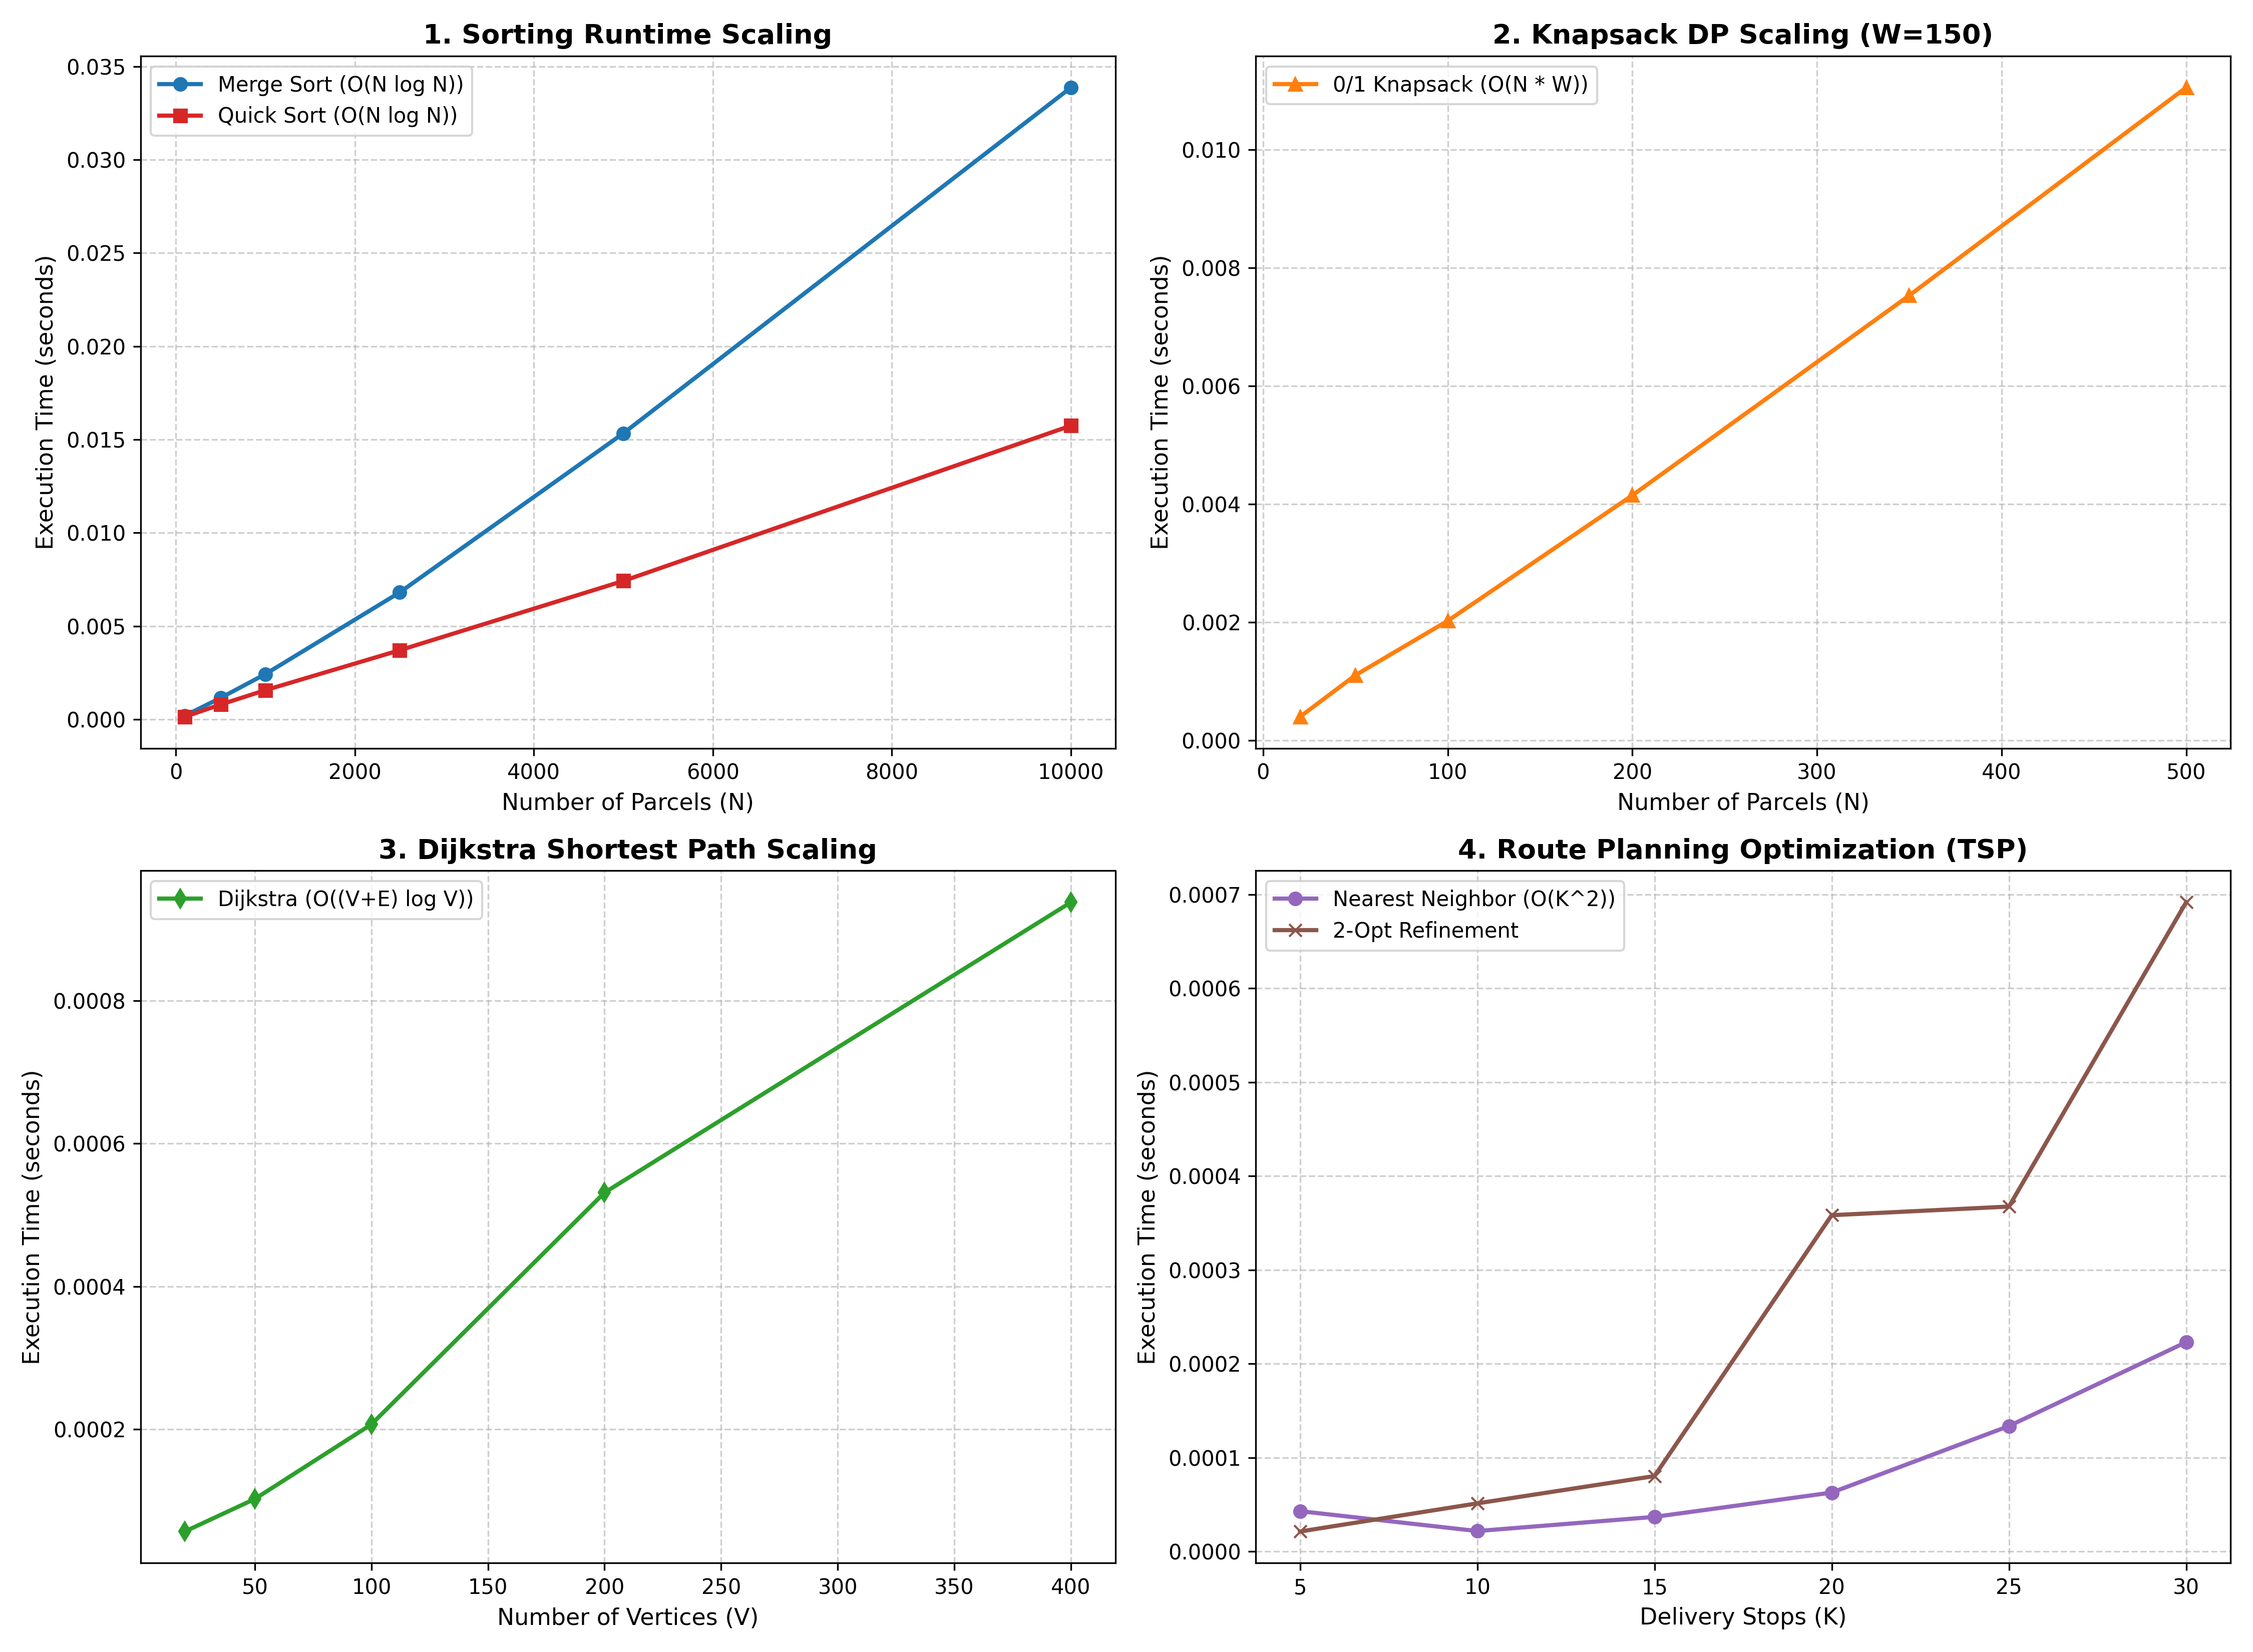 1. Sorting Runtime Scaling
Merge Sort (O(N log N))
Quick Sort (O(N log N))
Execution Time (seconds)
0.035
0.030
0.025
0.020
0.015
0.010
0.005
0.000
0 2000 4000 6000 8000 10000
Number of Parcels (N)
2. Knapsack DP Scaling (W=150)
0/1 Knapsack (O(N * W))
Execution Time (seconds)
0.010
0.008
0.006
0.004
0.002
0.000
0 100 200 300 400 500
Number of Parcels (N)
3. Dijkstra Shortest Path Scaling
Dijkstra (O((V+E) log V))
Execution Time (seconds)
0.0008
0.0006
0.0004
0.0002
50 100 150 200 250 300 350 400
Number of Vertices (V)
4. Route Planning Optimization (TSP)
Nearest Neighbor (O(K^2))
2-Opt Refinement
Execution Time (seconds)
0.0007
0.0006
0.0005
0.0004
0.0003
0.0002
0.0001
0.0000
5 10 15 20 25 30
Delivery Stops (K)